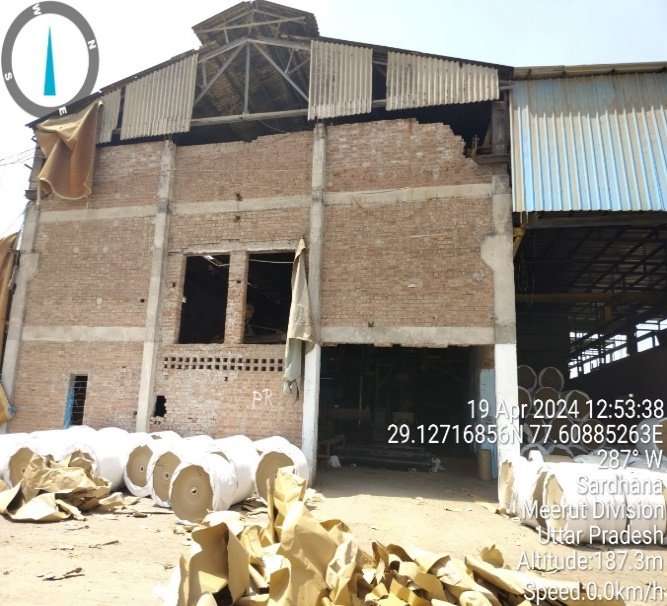 W
N
S
E
PR
19 Apr 2024 12:53:38
29.12716856N 77.60885263E
287° W
Sardhana
Meerut Division
Uttar Pradesh
Altitude:187.3m
Speed:0.0km/h